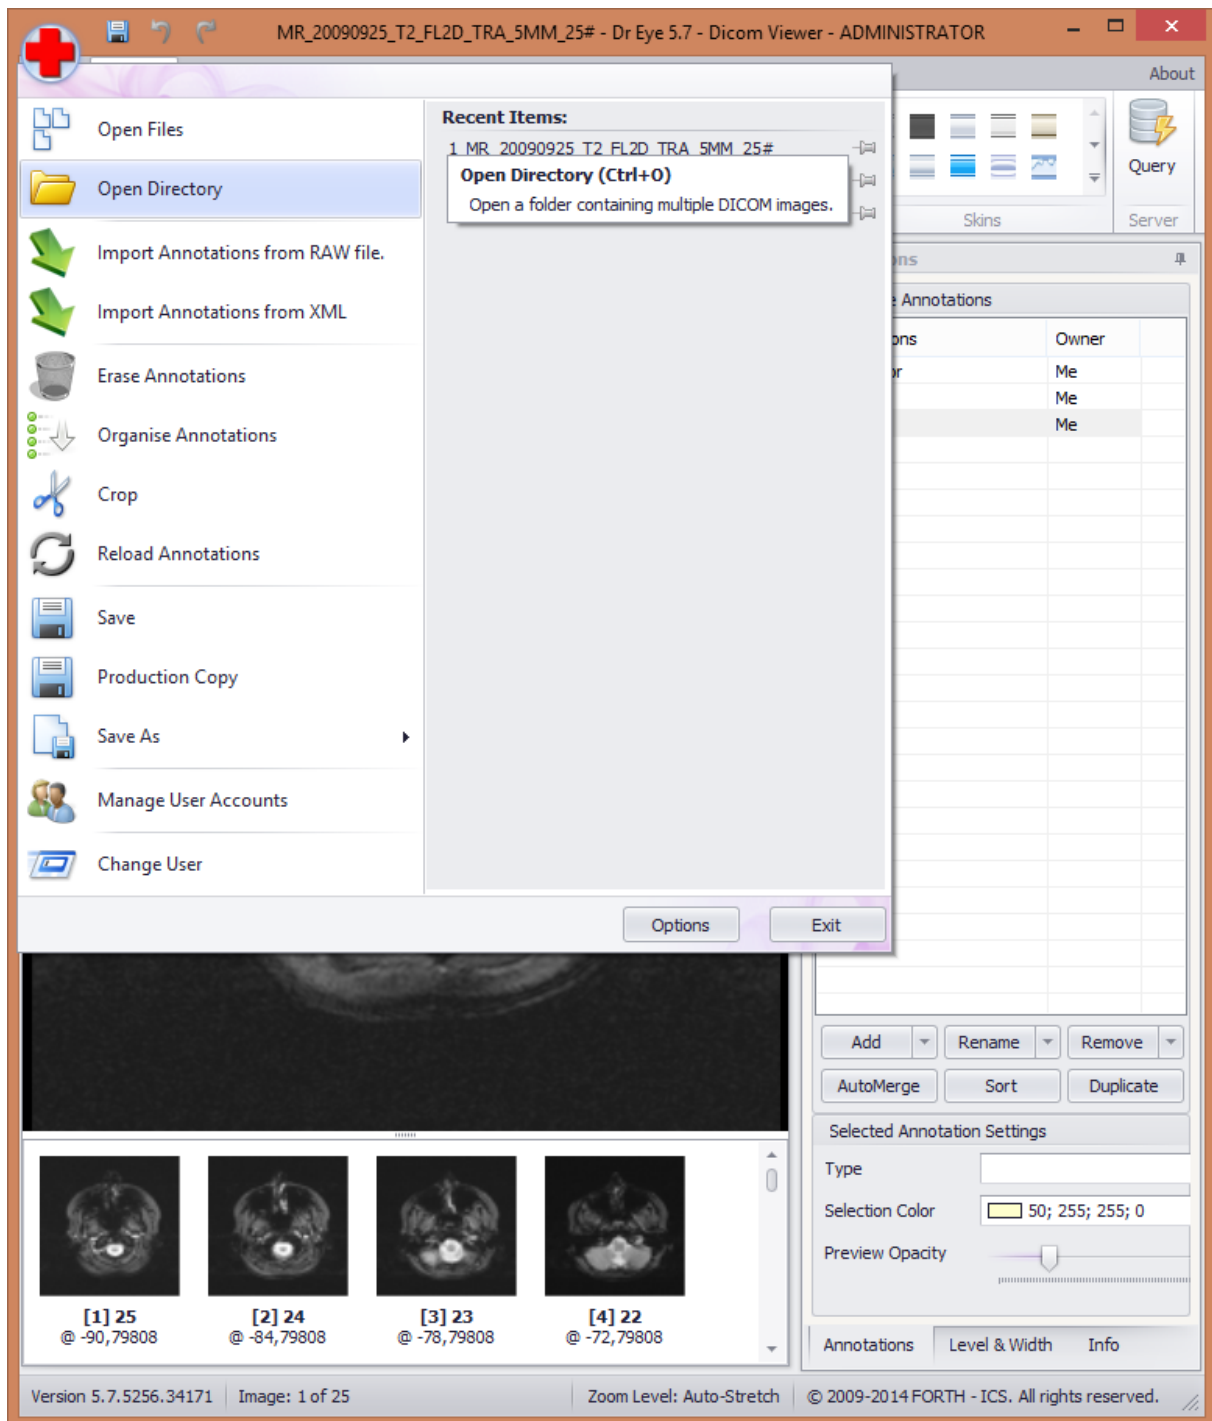 MR_20090925_T2_FL2D_TRA_5MM_25# - Dr Eye 5.7 - Dicom Viewer - ADMINISTRATOR
About
Open Files
Open Directory
Import Annotations from RAW file.
Import Annotations from XML
Erase Annotations
Organise Annotations
Crop
Reload Annotations
Save
Production Copy
Save As
Manage User Accounts
Change User
Recent Items:
1 MR_20090925_T2_FL2D_TRA_5MM_25#
Open Directory (Ctrl+O)
Open a folder containing multiple DICOM images.
Options
Exit
Query
Skins
Server
Annotations
Owner
Me
Me
Me
Add
Rename
Remove
AutoMerge
Sort
Duplicate
Selected Annotation Settings
Type
Selection Color
50; 255; 255; 0
Preview Opacity
Annotations
Level & Width
Info
[1] 25
@ -90,79808
[2] 24
@ -84,79808
[3] 23
@ -78,79808
[4] 22
@ -72,79808
Version 5.7.5256.34171
Image: 1 of 25
Zoom Level: Auto-Stretch
© 2009-2014 FORTH - ICS. All rights reserved.